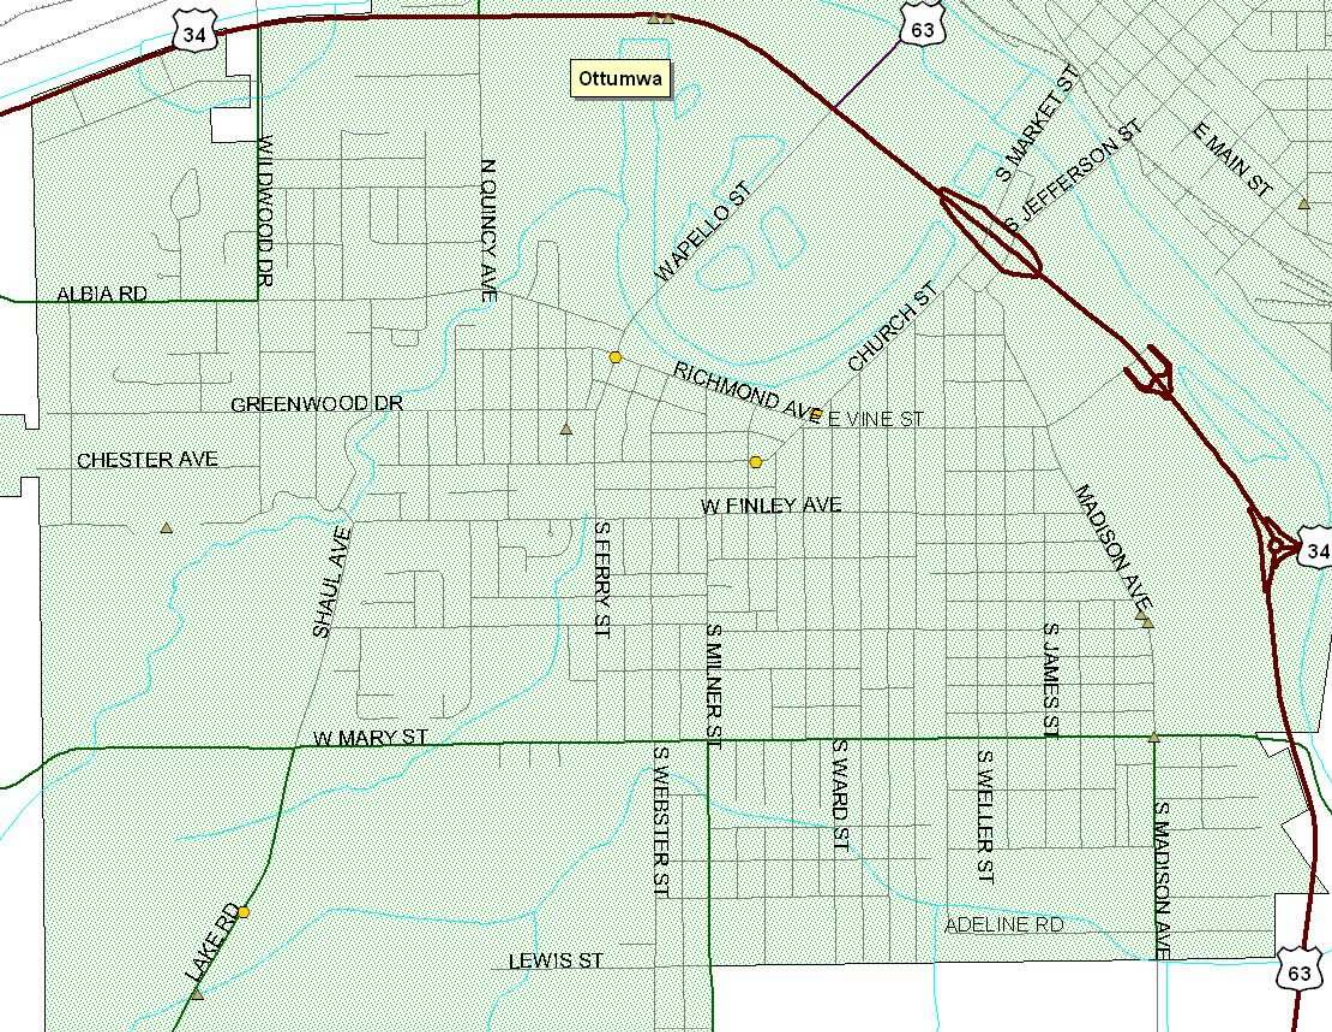 34
63
Ottumwa
S MARKET ST
S JEFFERSON ST
E MAIN ST
WILDWOOD DR
N QUINCY AVE
WAPELLO ST
ALBIA RD
CHURCH ST
RICHMOND AVE
GREENWOOD DR
E VINE ST
CHESTER AVE
W FINLEY AVE
MADISON AVE
SHAUL AVE
S FERRY ST
34
S MILNER ST
S JAMES ST
W MARY ST
S WEBSTER ST
S WARD ST
S WELLER ST
S MADISON AVE
LAKE RD
ADELINE RD
LEWIS ST
63